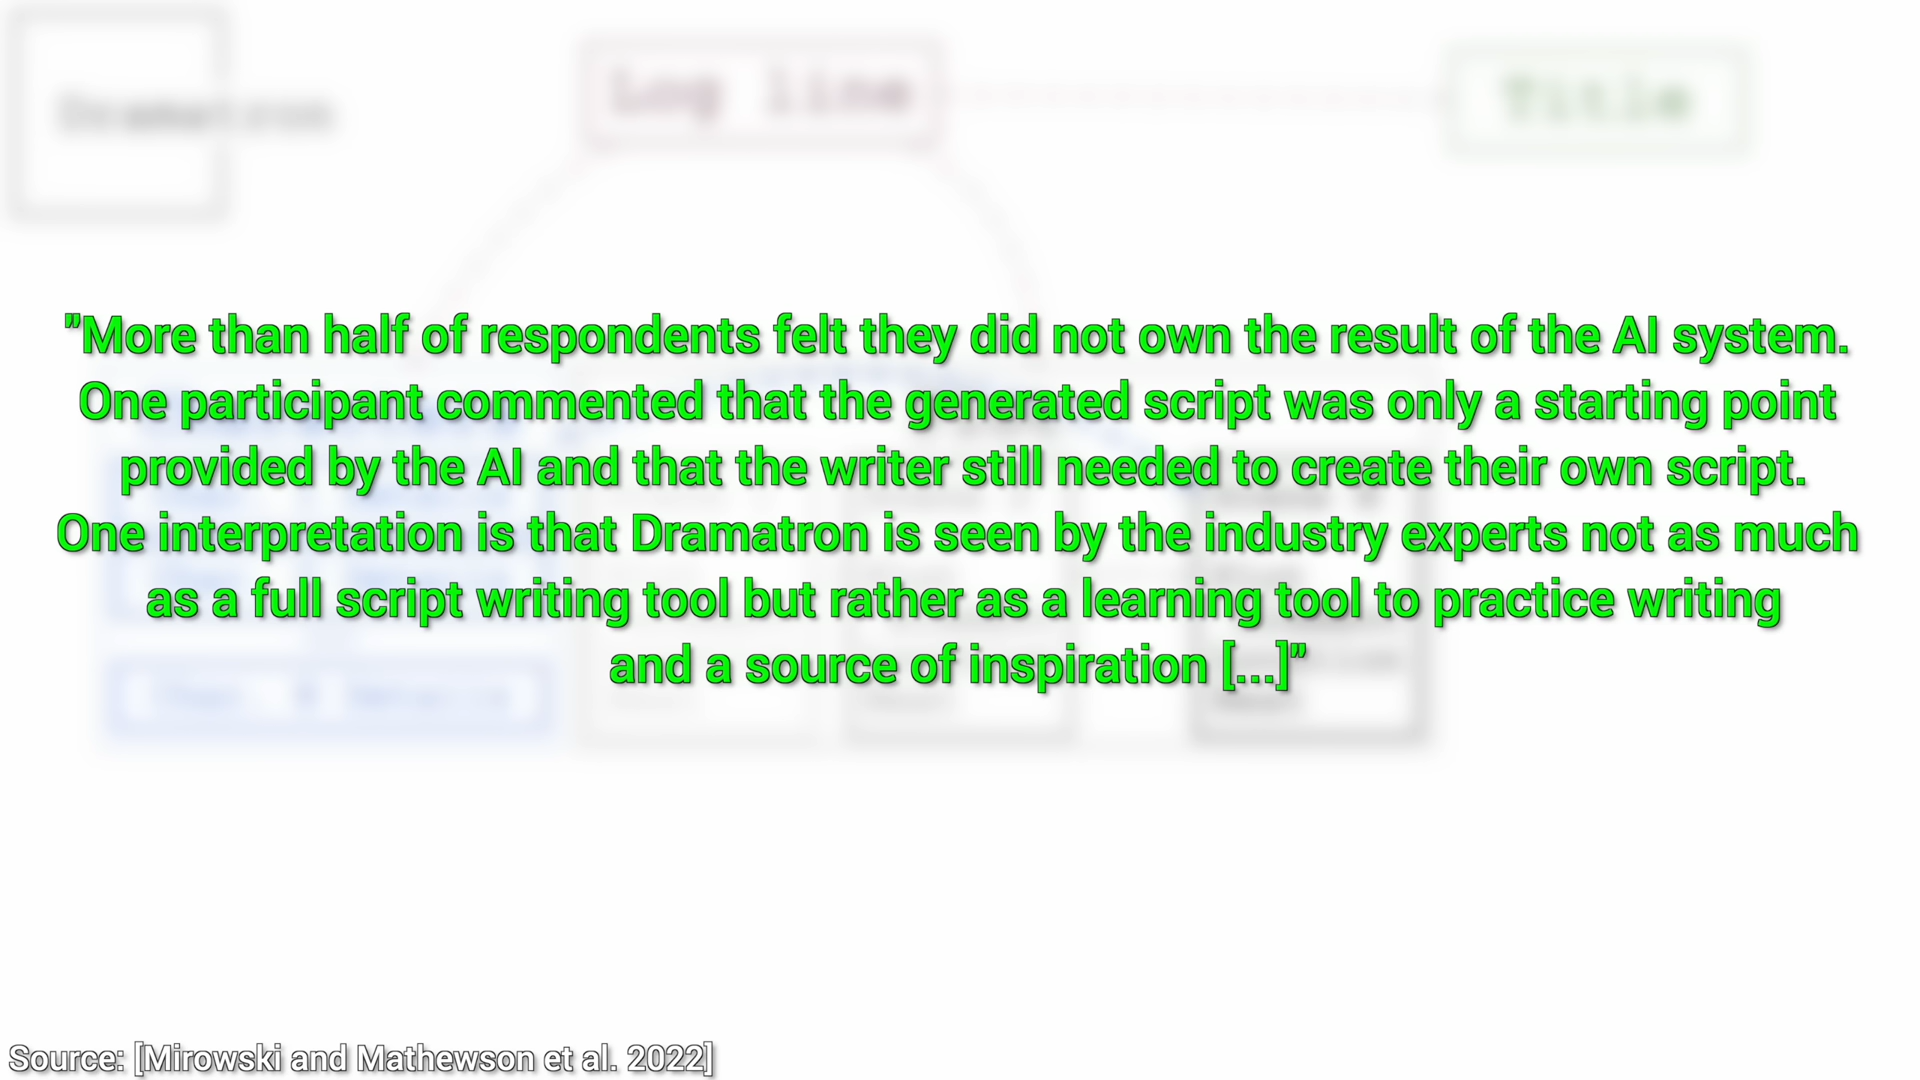 Dramatron
Log line
Title
"More than half of respondents felt they did not own the result of the AI system.
One participant commented that the generated script was only a starting point
provided by the AI and that the writer still needed to create their own script.
One interpretation is that Dramatron is seen by the industry experts not as much
as a full script writing tool but rather as a learning tool to practice writing
and a source of inspiration [...]"
Source: [Mirowski and Mathewson et al. 2022]